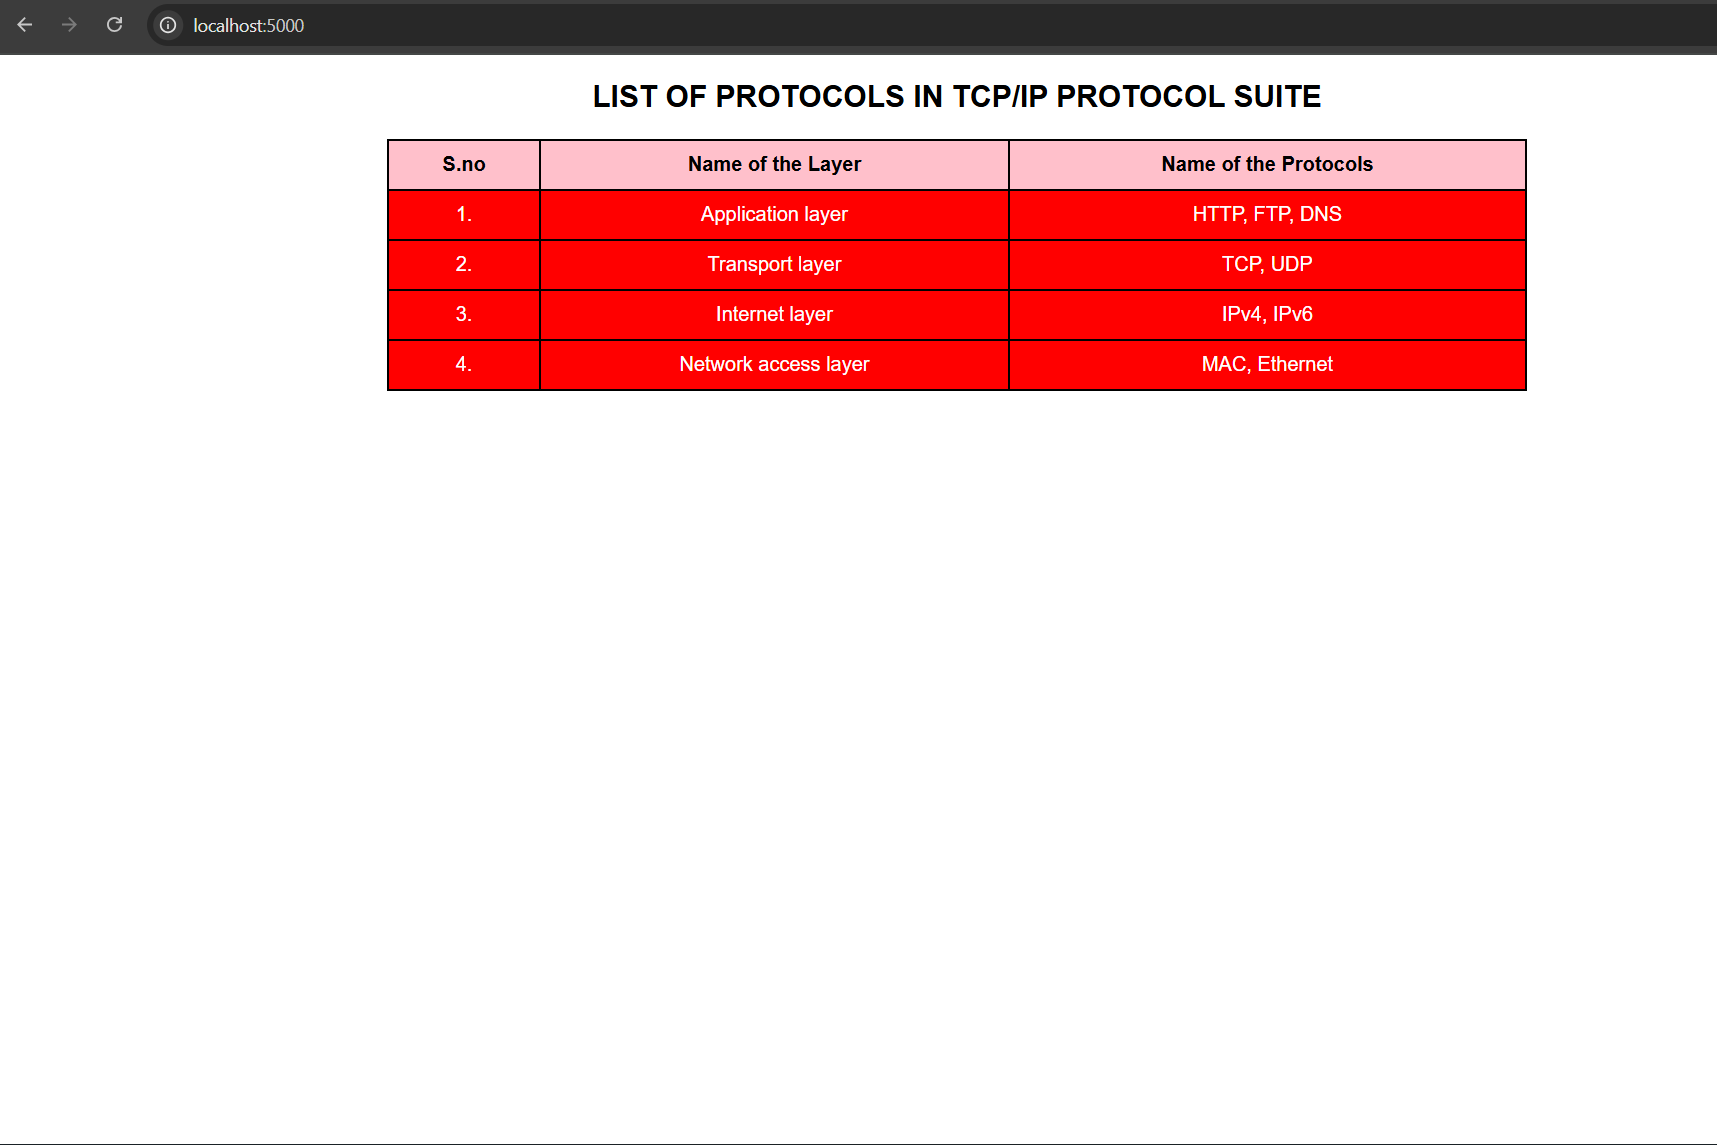 localhost:5000
LIST OF PROTOCOLS IN TCP/IP PROTOCOL SUITE
S.no Name of the Layer Name of the Protocols
1. Application layer HTTP, FTP, DNS
2. Transport layer TCP, UDP
3. Internet layer IPv4, IPv6
4. Network access layer MAC, Ethernet